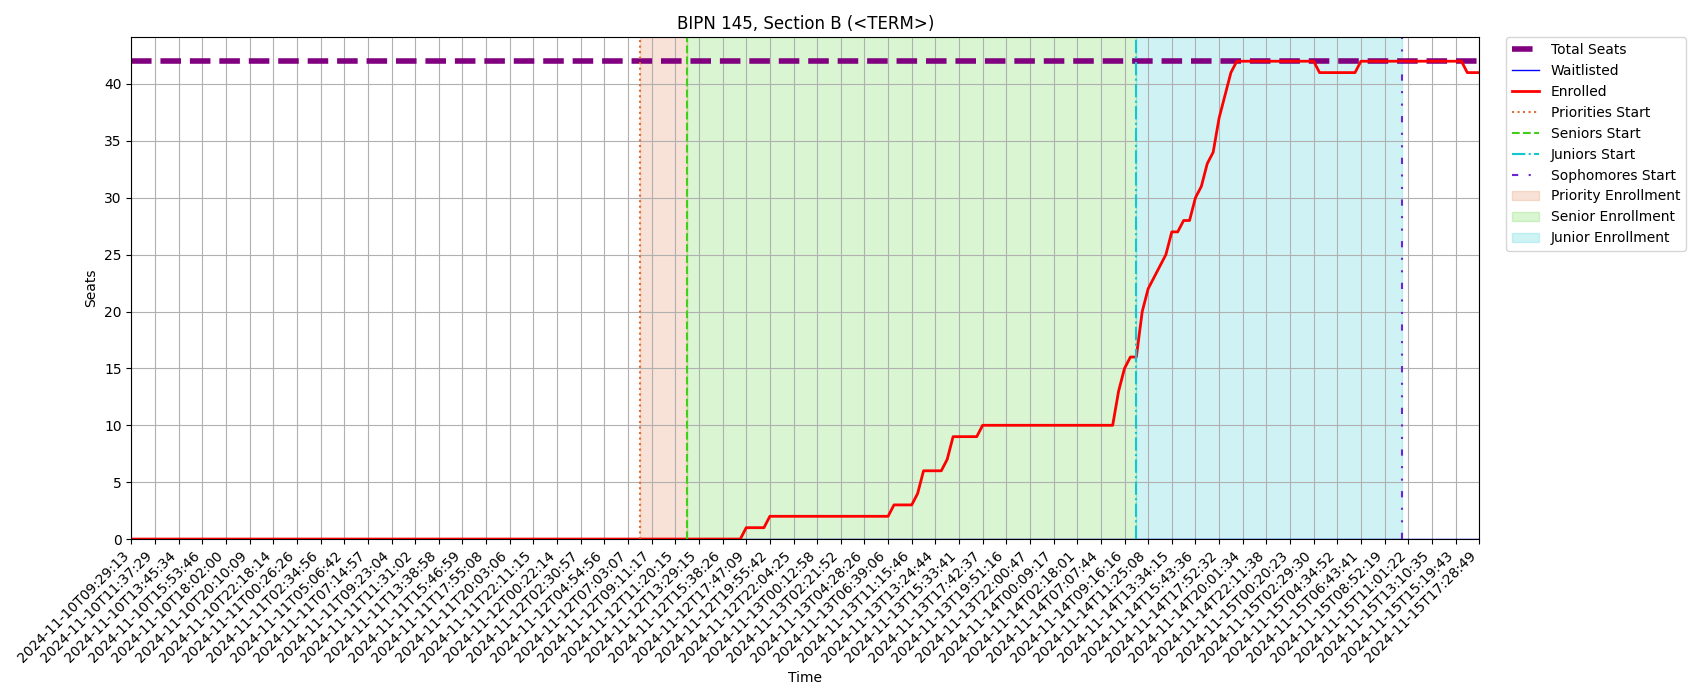 BIPN 145, Section B (<TERM>)
Total Seats
Waitlisted
Enrolled
Priorities Start
Seniors Start
Juniors Start
Sophomores Start
Priority Enrollment
Senior Enrollment
Junior Enrollment
Seats
40
35
30
25
20
15
10
5
0
2024-11-10T09:29:13
2024-11-10T11:37:29
2024-11-10T13:45:34
2024-11-10T15:53:46
2024-11-10T18:02:00
2024-11-10T20:10:09
2024-11-10T22:18:14
2024-11-11T00:26:26
2024-11-11T02:34:56
2024-11-11T05:06:42
2024-11-11T07:14:57
2024-11-11T09:23:04
2024-11-11T11:31:02
2024-11-11T13:38:58
2024-11-11T15:46:59
2024-11-11T17:55:08
2024-11-11T20:03:06
2024-11-11T22:11:15
2024-11-12T00:22:14
2024-11-12T02:30:57
2024-11-12T04:54:56
2024-11-12T07:03:07
2024-11-12T09:11:17
2024-11-12T11:20:15
2024-11-12T13:29:15
2024-11-12T15:38:26
2024-11-12T17:47:09
2024-11-12T19:55:42
2024-11-12T22:04:25
2024-11-13T00:12:58
2024-11-13T02:21:52
2024-11-13T04:28:26
2024-11-13T06:39:06
2024-11-13T11:15:46
2024-11-13T13:24:44
2024-11-13T15:33:41
2024-11-13T17:42:37
2024-11-13T19:51:16
2024-11-13T22:00:47
2024-11-14T00:09:17
2024-11-14T02:18:01
2024-11-14T07:07:44
2024-11-14T09:16:16
2024-11-14T11:25:08
2024-11-14T13:34:15
2024-11-14T15:43:36
2024-11-14T17:52:32
2024-11-14T20:01:34
2024-11-14T22:11:38
2024-11-15T00:20:23
2024-11-15T02:29:30
2024-11-15T04:34:52
2024-11-15T06:43:41
2024-11-15T08:52:19
2024-11-15T11:01:22
2024-11-15T13:10:35
2024-11-15T15:19:43
2024-11-15T17:28:49
Time